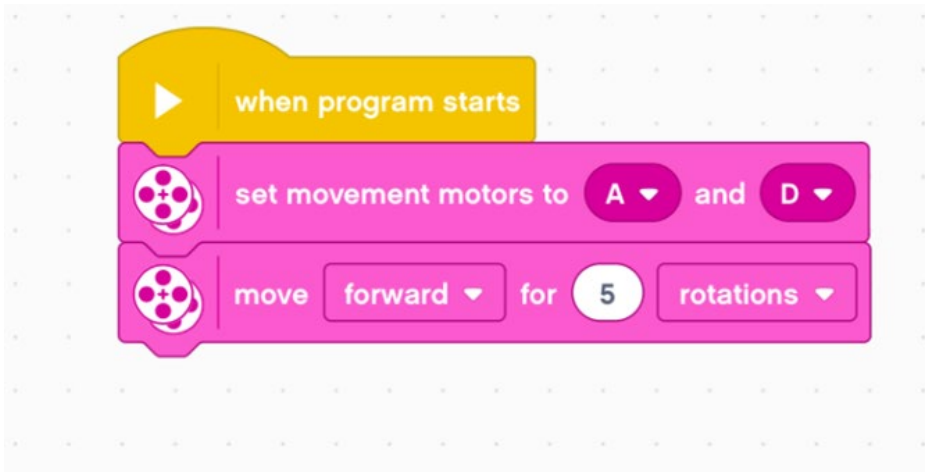 when program starts
set movement motors to A and D
move forward for 5 rotations